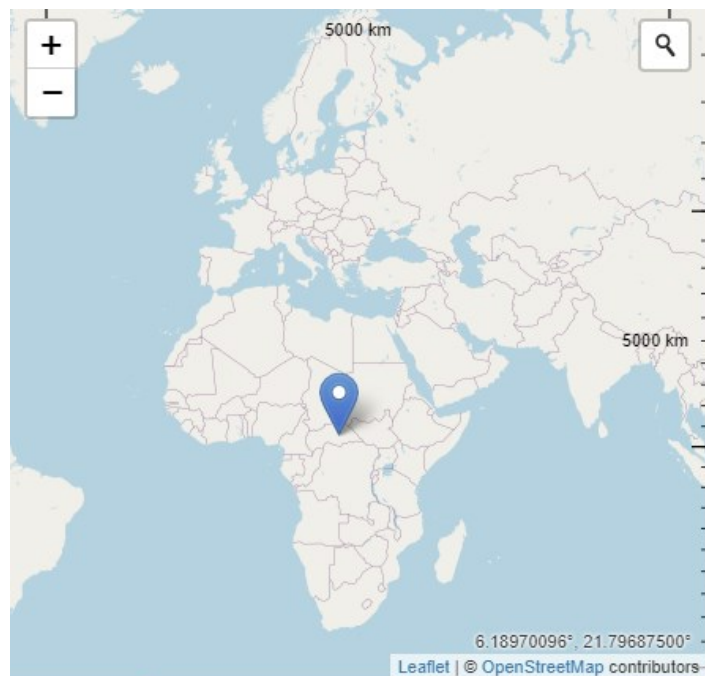 5000 km
+
−
5000 km
6.18970096°, 21.79687500°
Leaflet | © OpenStreetMap contributors